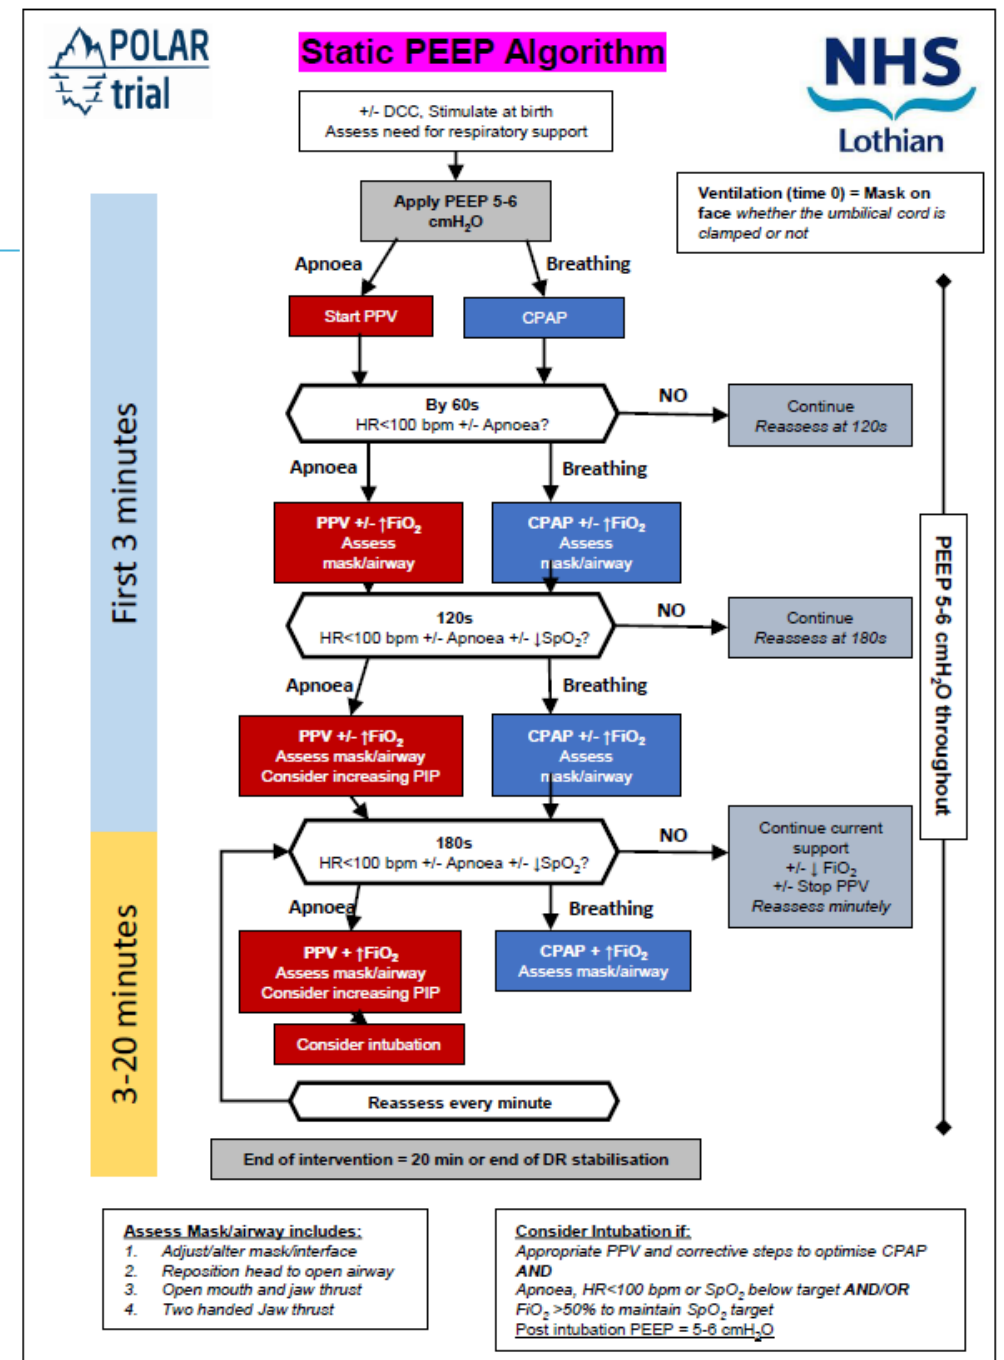 POLAR
trial
Static PEEP Algorithm
NHS
Lothian
+/- DCC, Stimulate at birth
Assess need for respiratory support
Ventilation (time 0) = Mask on
face whether the umbilical cord is
clamped or not
Apply PEEP 5-6
cmH₂O
Apnoea
Breathing
Start PPV
CPAP
First 3 minutes
By 60s
HR<100 bpm +/- Apnoea?
NO
Continue
Reassess at 120s
Apnoea
Breathing
PPV +/- ↑FiO₂
Assess
mask/airway
CPAP +/- ↑FiO₂
Assess
mask/airway
120s
HR<100 bpm +/- Apnoea +/- ↓SpO₂?
NO
Continue
Reassess at 180s
PEEP 5-6 cmH₂O throughout
Apnoea
Breathing
PPV +/- ↑FiO₂
Assess mask/airway
Consider increasing PIP
CPAP +/- ↑FiO₂
Assess
mask/airway
3-20 minutes
180s
HR<100 bpm +/- Apnoea +/- ↓SpO₂?
NO
Continue current
support
+/- ↓ FiO₂
+/- Stop PPV
Reassess minutely
Apnoea
Breathing
PPV + ↑FiO₂
Assess mask/airway
Consider increasing PIP
CPAP + ↑FiO₂
Assess mask/airway
Consider intubation
Reassess every minute
End of intervention = 20 min or end of DR stabilisation
Assess Mask/airway includes:
1. Adjust/alter mask/interface
2. Reposition head to open airway
3. Open mouth and jaw thrust
4. Two handed Jaw thrust
Consider Intubation if:
Appropriate PPV and corrective steps to optimise CPAP
AND
Apnoea, HR<100 bpm or SpO₂ below target AND/OR
FiO₂ >50% to maintain SpO₂ target
Post intubation PEEP = 5-6 cmH₂O